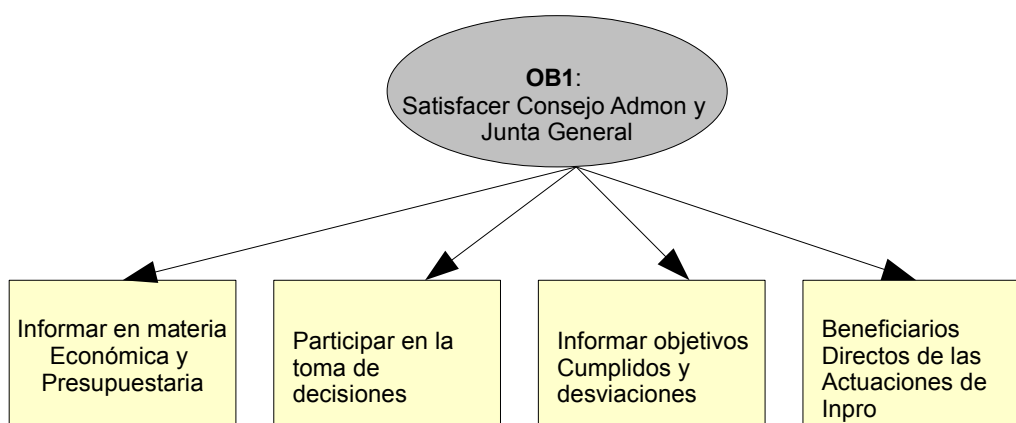 OB1:
Satisfacer Consejo Admon y
Junta General
Informar en materia
Económica y
Presupuestaria
Participar en la
toma de
decisiones
Informar objetivos
Cumplidos y
desviaciones
Beneficiarios
Directos de las
Actuaciones de
Inpro